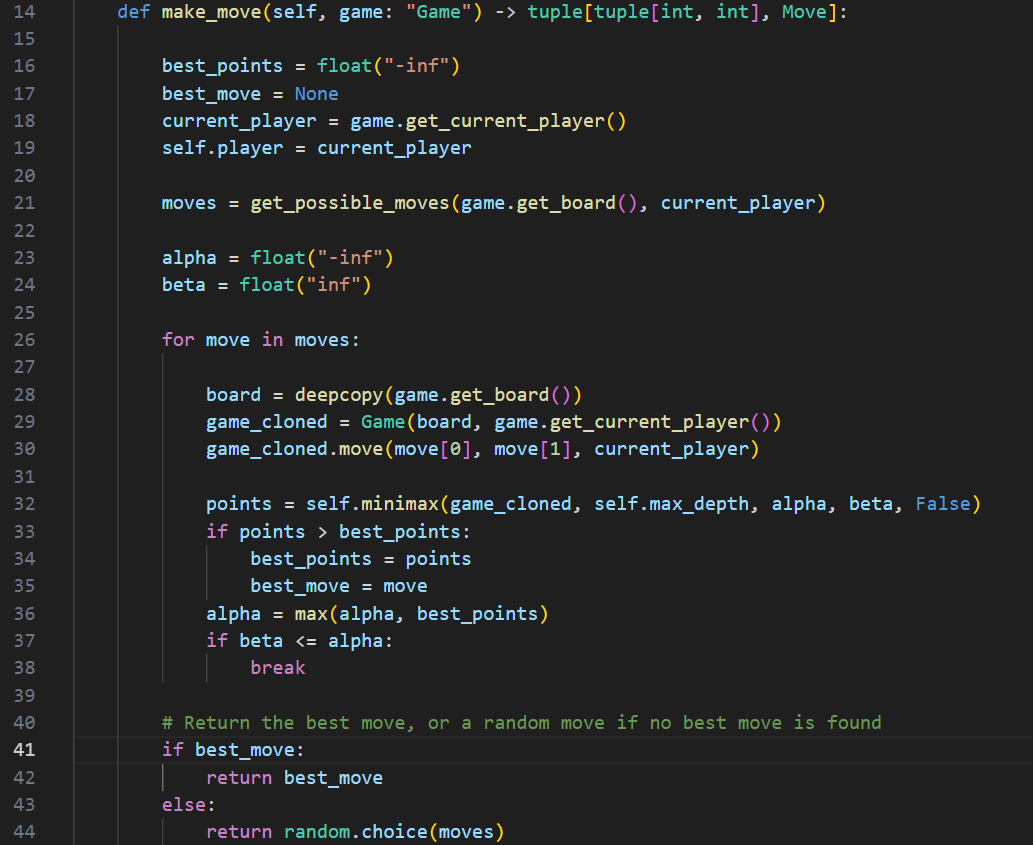 14 def make_move(self, game: "Game") -> tuple[tuple[int, int], Move]:
15
16 best_points = float("-inf")
17 best_move = None
18 current_player = game.get_current_player()
19 self.player = current_player
20
21 moves = get_possible_moves(game.get_board(), current_player)
22
23 alpha = float("-inf")
24 beta = float("inf")
25
26 for move in moves:
27
28 board = deepcopy(game.get_board())
29 game_cloned = Game(board, game.get_current_player())
30 game_cloned.move(move[0], move[1], current_player)
31
32 points = self.minimax(game_cloned, self.max_depth, alpha, beta, False)
33 if points > best_points:
34 best_points = points
35 best_move = move
36 alpha = max(alpha, best_points)
37 if beta <= alpha:
38 break
39
40 # Return the best move, or a random move if no best move is found
41 if best_move:
42 return best_move
43 else:
44 return random.choice(moves)